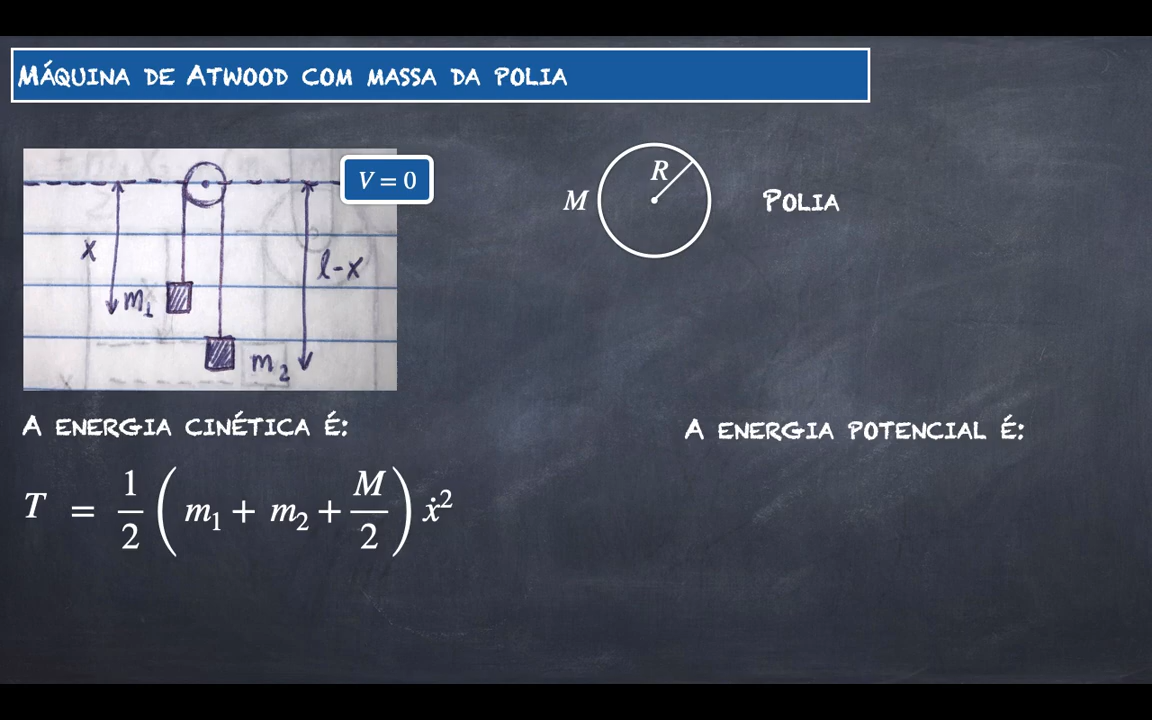 Máquina de Atwood com massa da polia
V = 0
x
l-x
m₁
m₂
R
M
Polia
A energia cinética é:
T = 1/2 ( m₁ + m₂ + M/2 ) ẋ²
A energia potencial é: